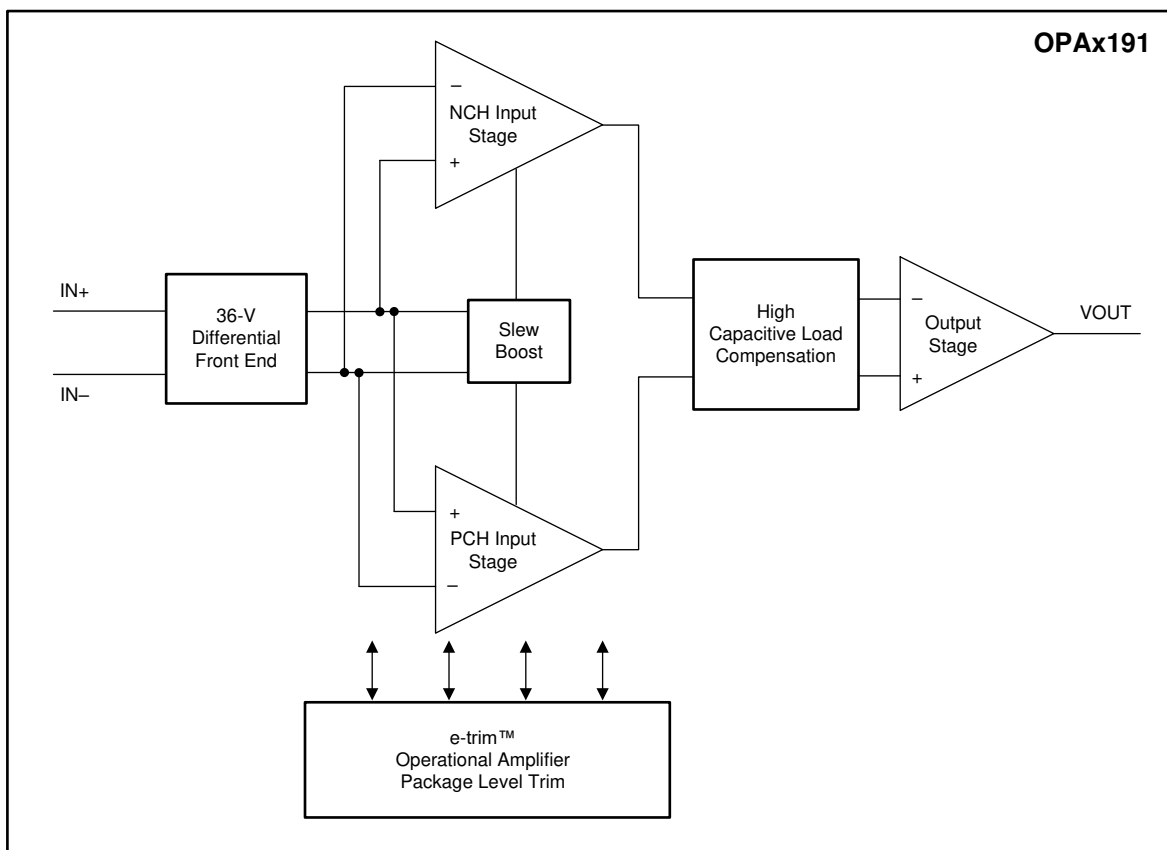 OPAx191
−
NCH Input
Stage
+
IN+
IN–
36-V
Differential
Front End
Slew
Boost
High
Capacitive Load
Compensation
−
Output
Stage
+
VOUT
+
PCH Input
Stage
−
e-trim™
Operational Amplifier
Package Level Trim